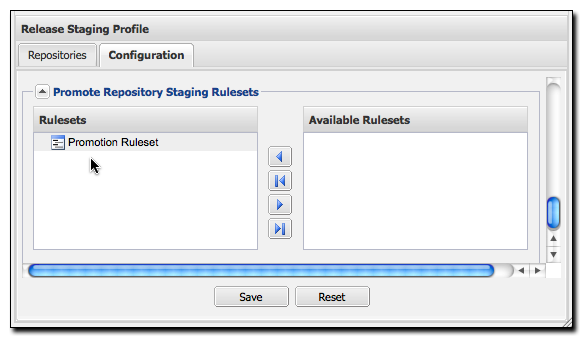 Release Staging Profile
Repositories Configuration
Promote Repository Staging Rulesets
Rulesets Available Rulesets
Promotion Ruleset
Save Reset